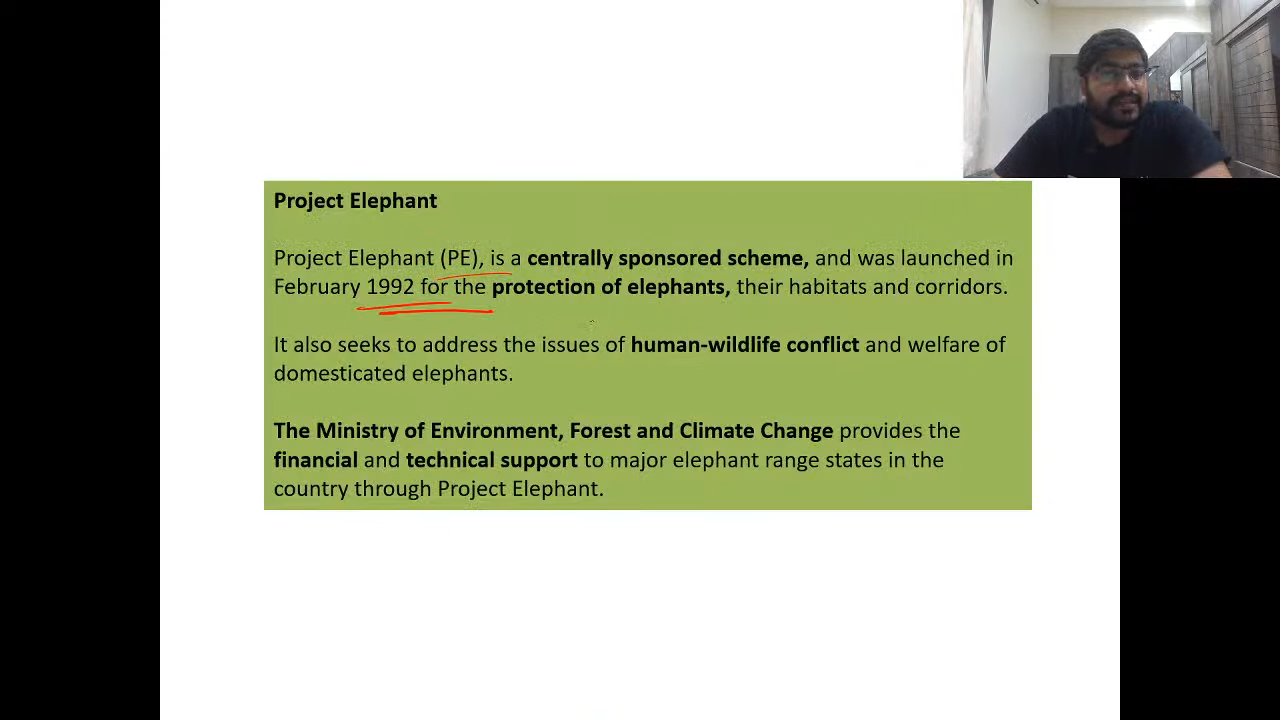 Project Elephant
Project Elephant (PE), is a centrally sponsored scheme, and was launched in
February 1992 for the protection of elephants, their habitats and corridors.
It also seeks to address the issues of human-wildlife conflict and welfare of
domesticated elephants.
The Ministry of Environment, Forest and Climate Change provides the
financial and technical support to major elephant range states in the
country through Project Elephant.